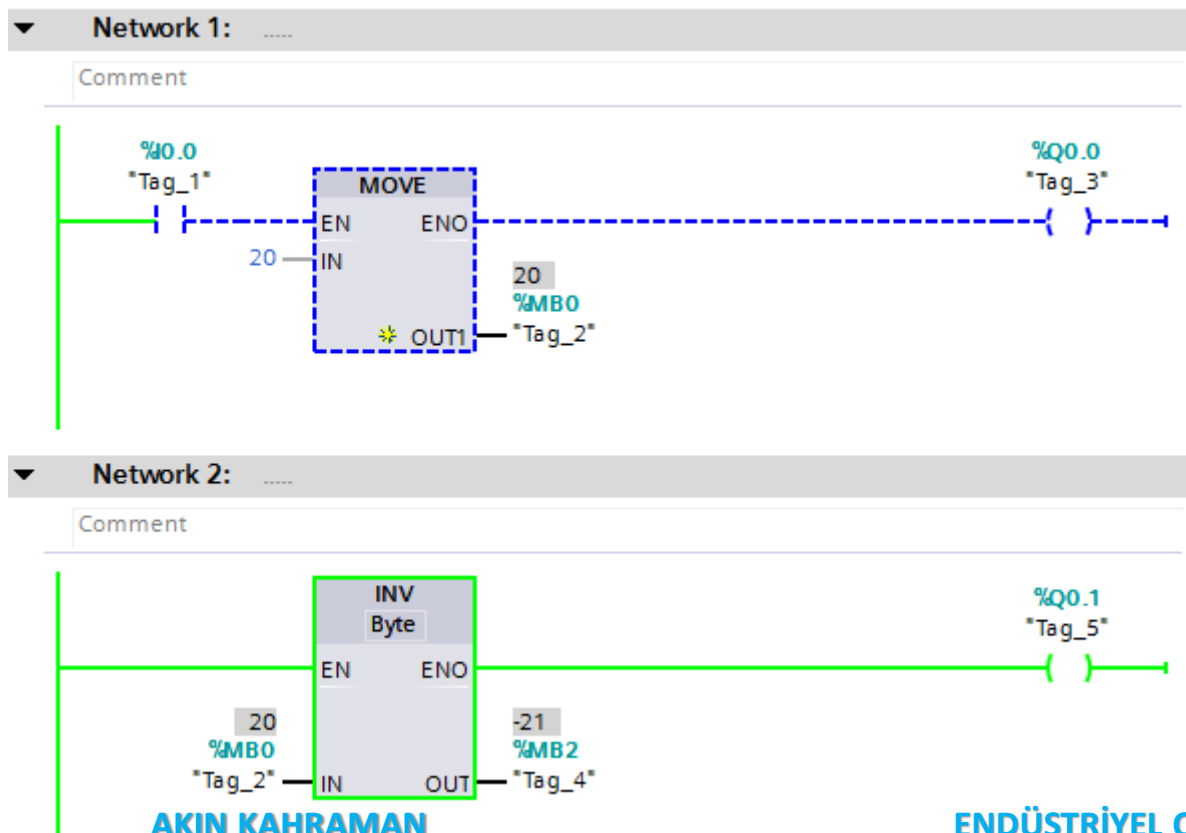 Network 1: .....
Comment
%I0.0
"Tag_1"
%Q0.0
"Tag_3"
MOVE
EN ENO
20 IN
20
%MB0
OUT1 "Tag_2"
Network 2: .....
Comment
INV
Byte
%Q0.1
"Tag_5"
EN ENO
20 -21
%MB0 %MB2
"Tag_2" IN OUT "Tag_4"
AKIN KAHRAMAN ENDÜSTRİYEL